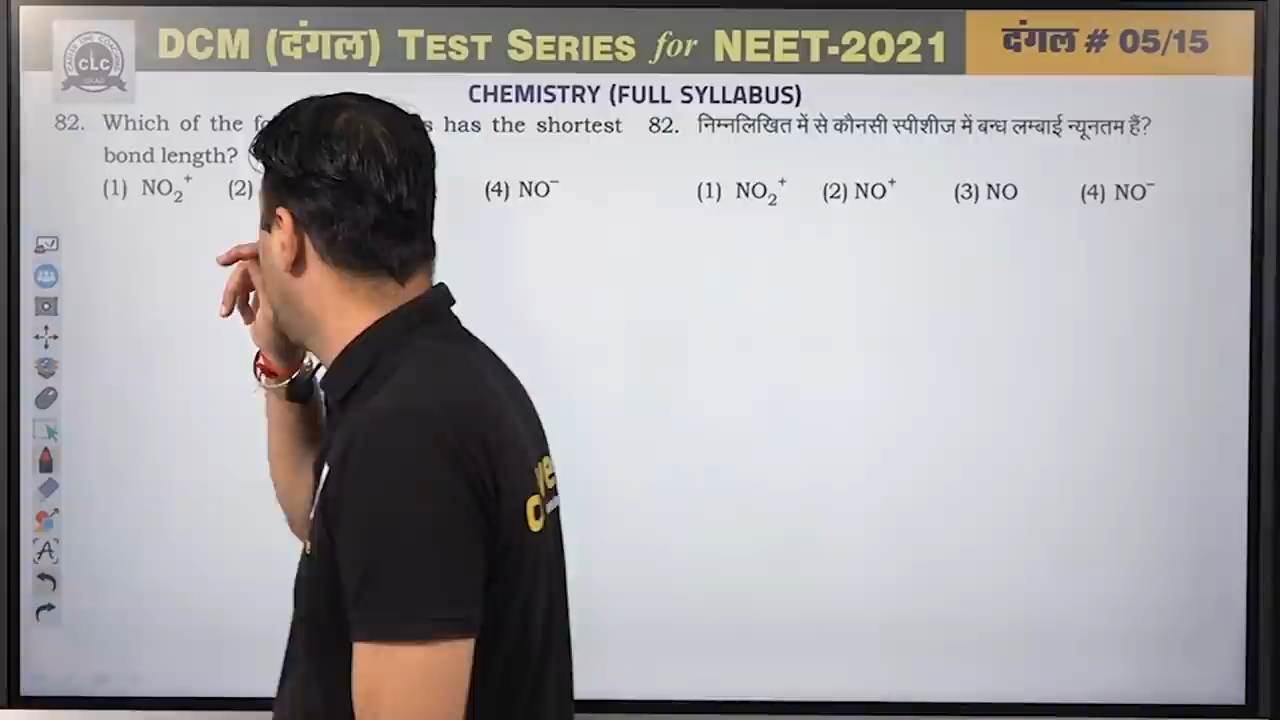 DCM (दंगल) TEST SERIES for NEET-2021
दंगल # 05/15
CLC
CHEMISTRY (FULL SYLLABUS)
82. Which of the has the shortest
bond length?
(1) NO₂⁺ (2) (4) NO⁻
82. निम्नलिखित में से कौनसी स्पीशीज में बन्ध लम्बाई न्यूनतम हैं?
(1) NO₂⁺ (2) NO⁺ (3) NO (4) NO⁻